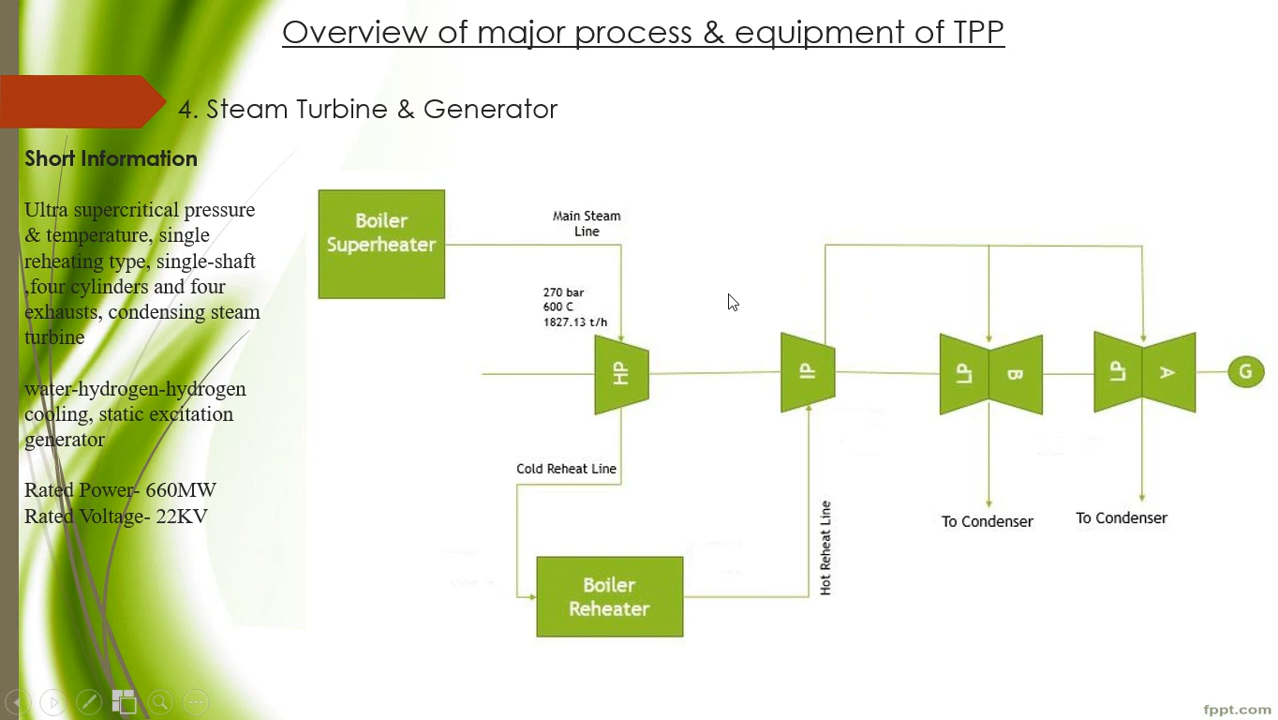 Overview of major process & equipment of TPP
4. Steam Turbine & Generator
Short Information
Ultra supercritical pressure
& temperature, single
reheating type, single-shaft
,four cylinders and four
exhausts, condensing steam
turbine
water-hydrogen-hydrogen
cooling, static excitation
generator
Rated Power- 660MW
Rated Voltage- 22KV
Boiler
Superheater
Main Steam
Line
270 bar
600 C
1827.13 t/h
HP
IP
LP
B
LP
A
G
Cold Reheat Line
Boiler
Reheater
Hot Reheat Line
To Condenser
To Condenser
fppt.com